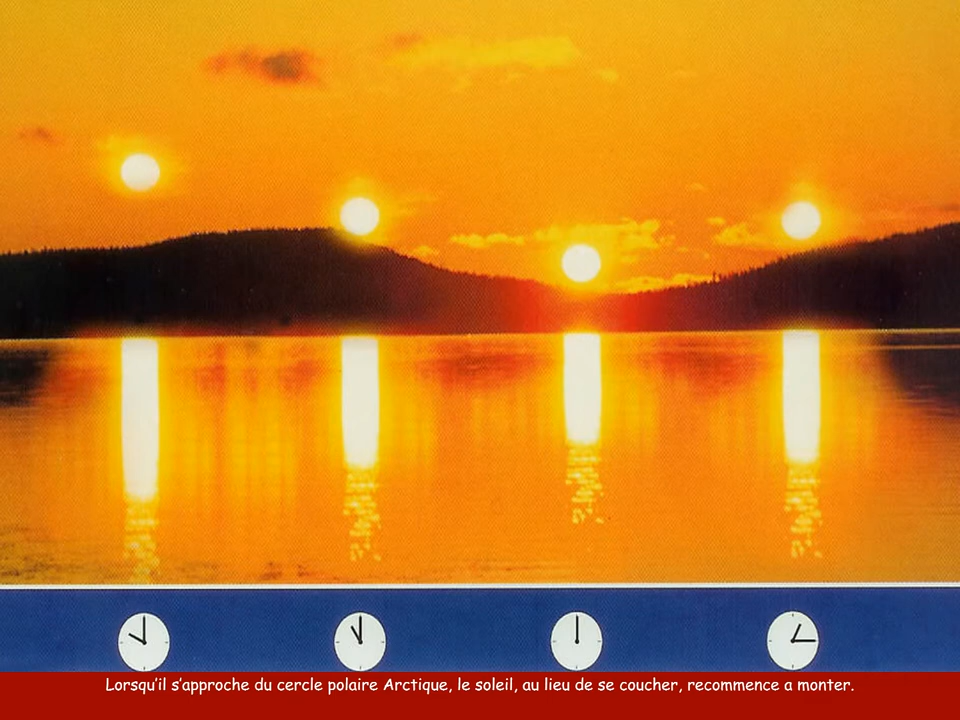 Lorsqu'il s'approche du cercle polaire Arctique, le soleil, au lieu de se coucher, recommence a monter.